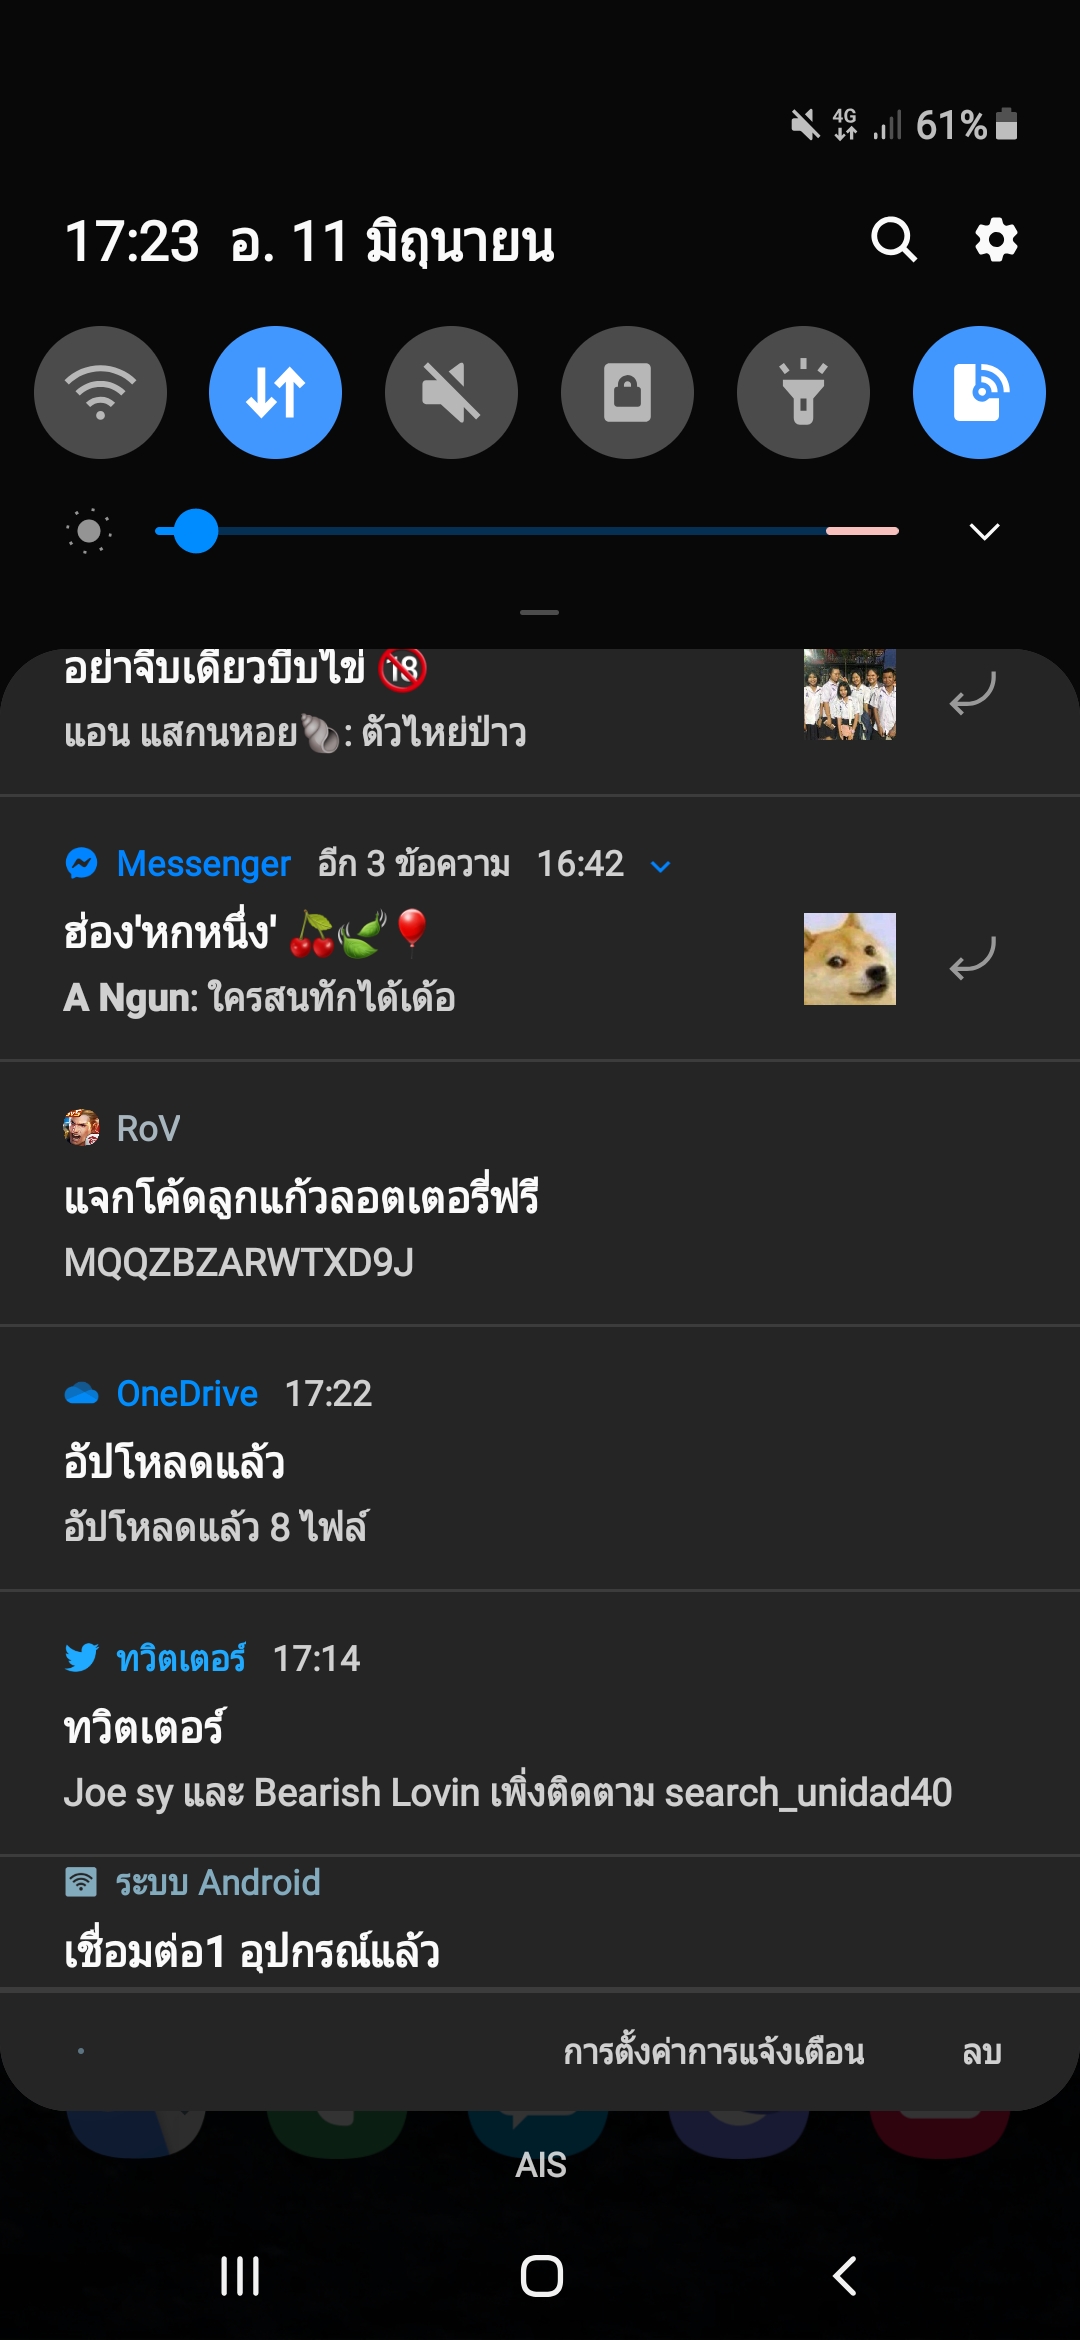 4G 61%
17:23 อ. 11 มิถุนายน
อย่าจีบเดี๋ยวบีบไข่ 🔞
แอน แสกนหอย🐚: ตัวไหย่ป่าว
Messenger อีก 3 ข้อความ 16:42
ฮ่อง'หกหนึ่ง' 🍒🍃🎈
A Ngun: ใครสนทักได้เด้อ
RoV
แจกโค้ดลูกแก้วลอตเตอรี่ฟรี
MQQZBZARWTXD9J
OneDrive 17:22
อัปโหลดแล้ว
อัปโหลดแล้ว 8 ไฟล์
ทวิตเตอร์ 17:14
ทวิตเตอร์
Joe sy และ Bearish Lovin เพิ่งติดตาม search_unidad40
ระบบ Android
เชื่อมต่อ1 อุปกรณ์แล้ว
การตั้งค่าการแจ้งเตือน ลบ
AIS